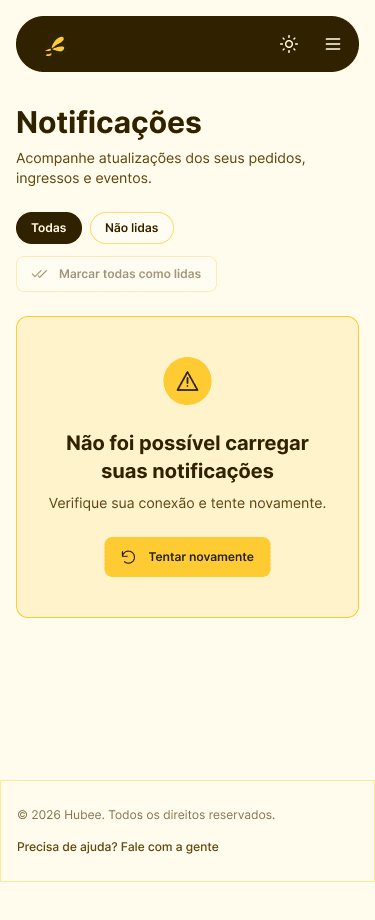 Notificações
Acompanhe atualizações dos seus pedidos,
ingressos e eventos.
Todas
Não lidas
Marcar todas como lidas
Não foi possível carregar
suas notificações
Verifique sua conexão e tente novamente.
Tentar novamente
© 2026 Hubee. Todos os direitos reservados.
Precisa de ajuda? Fale com a gente